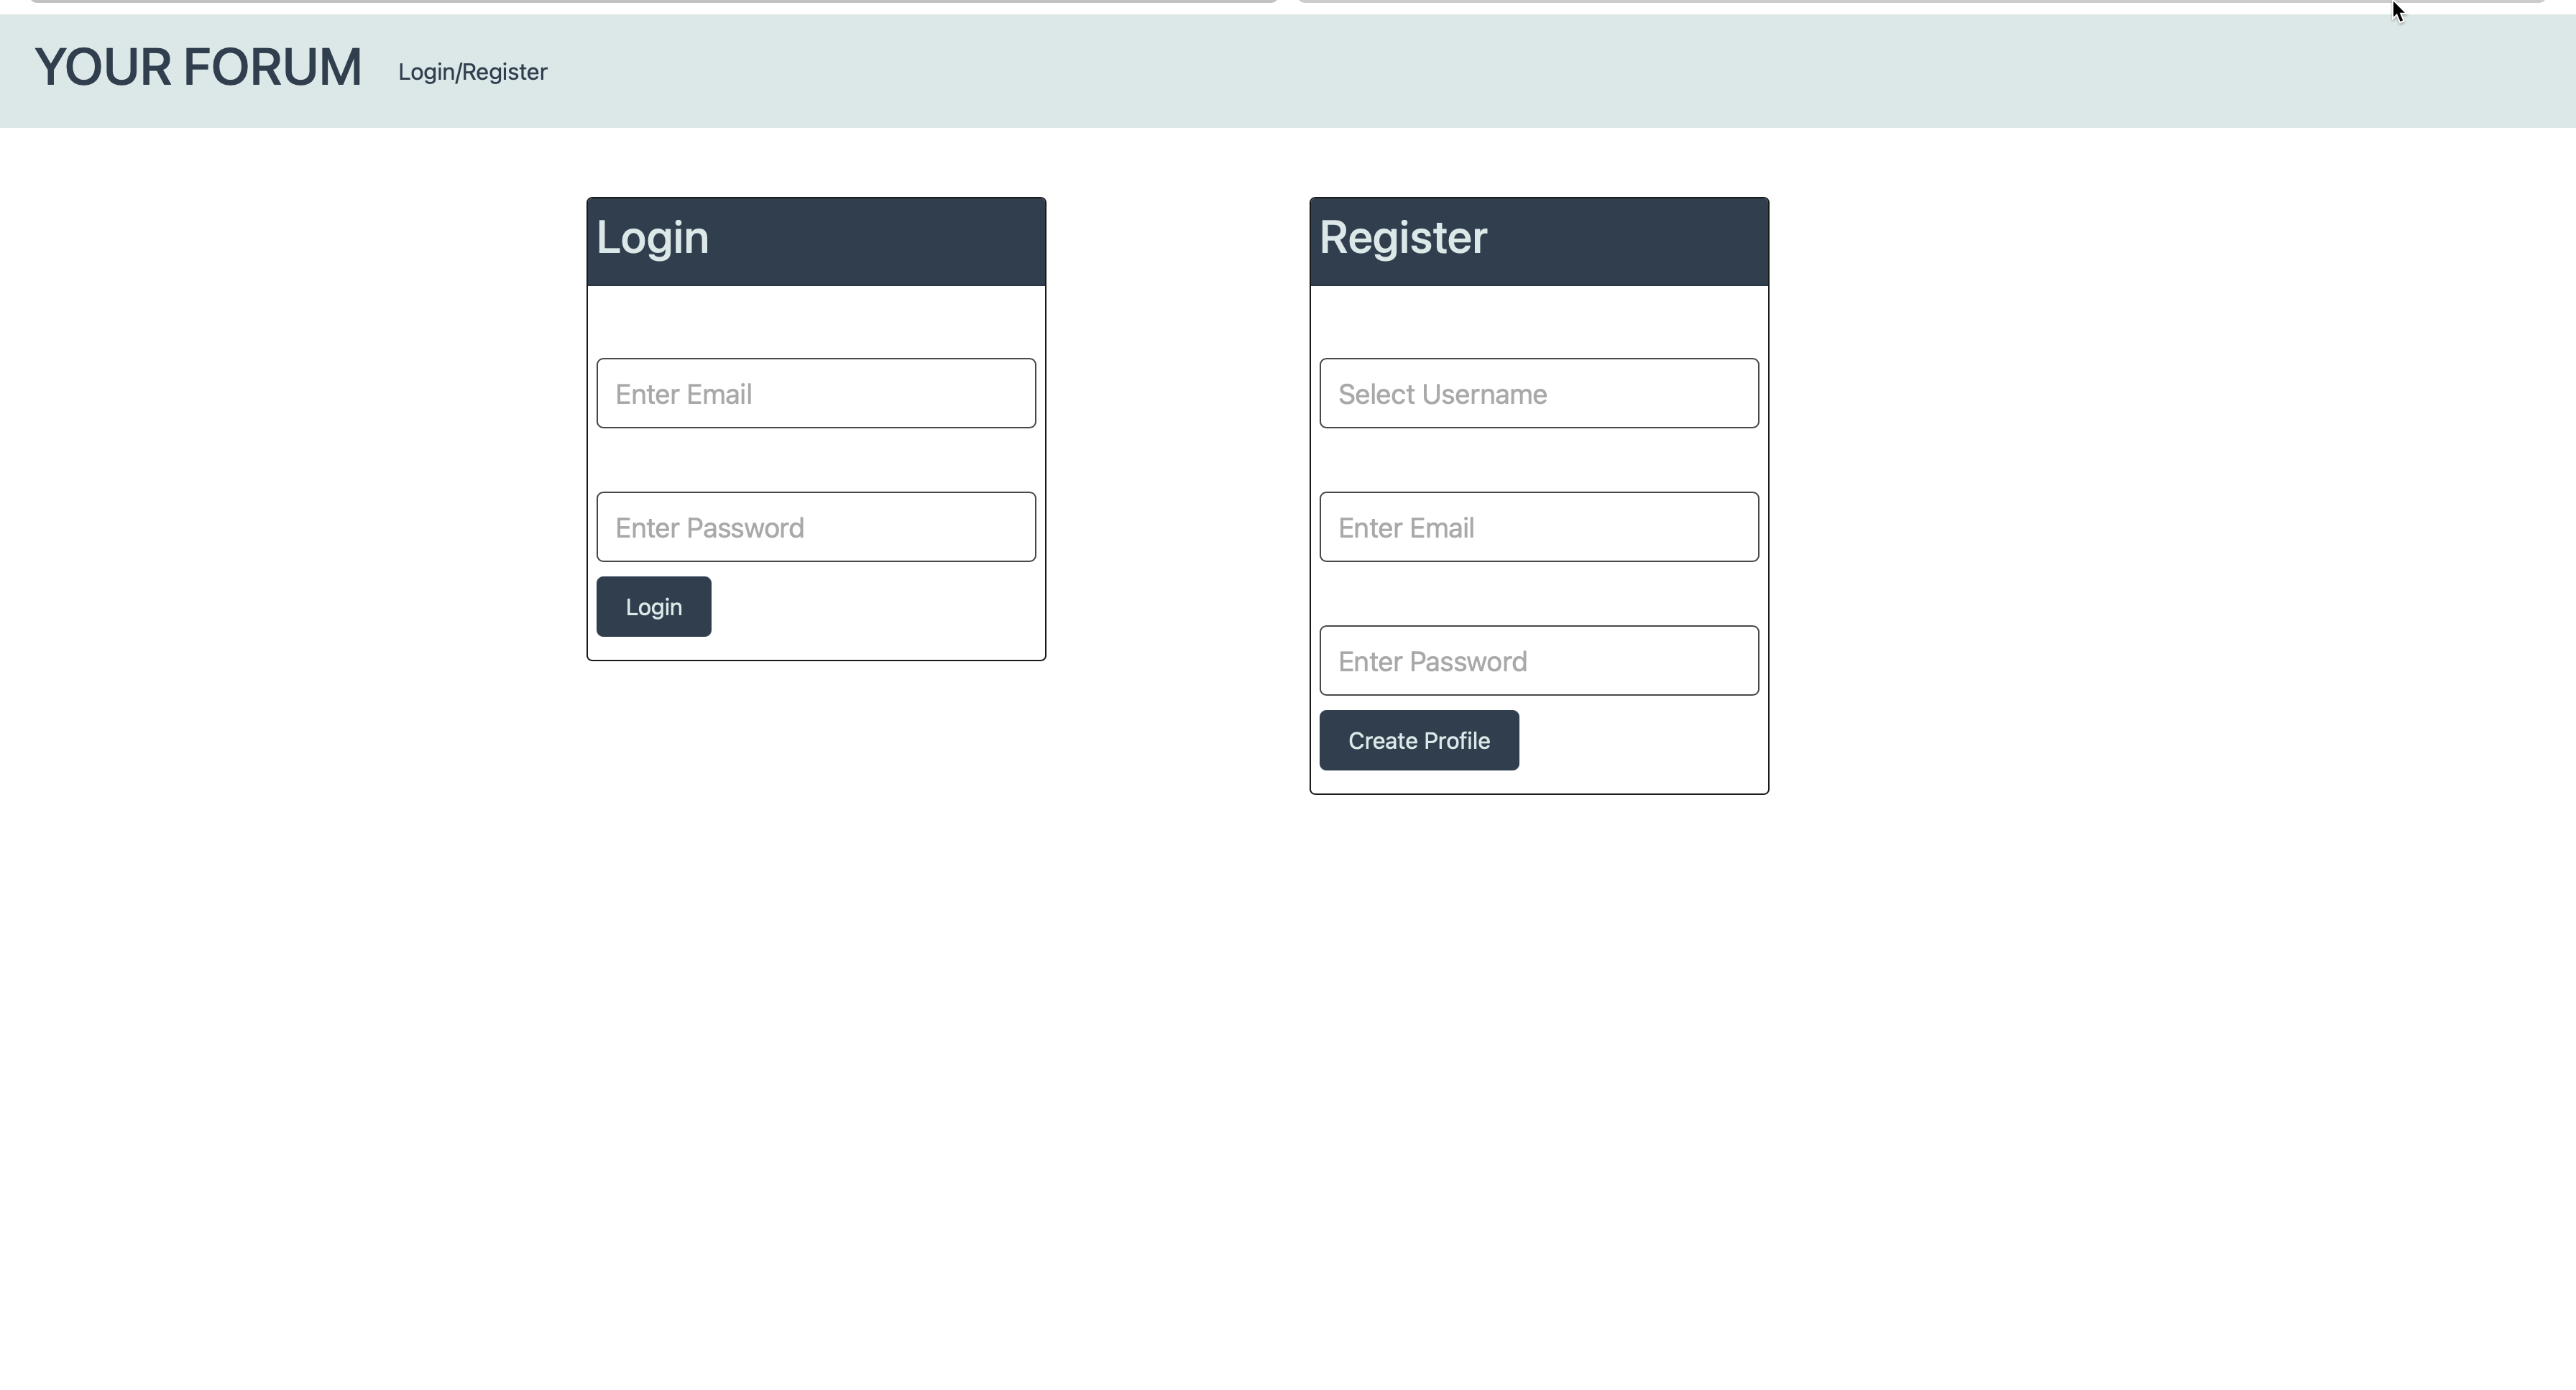 YOUR FORUM
Login/Register
Login
Enter Email
Enter Password
Login
Register
Select Username
Enter Email
Enter Password
Create Profile